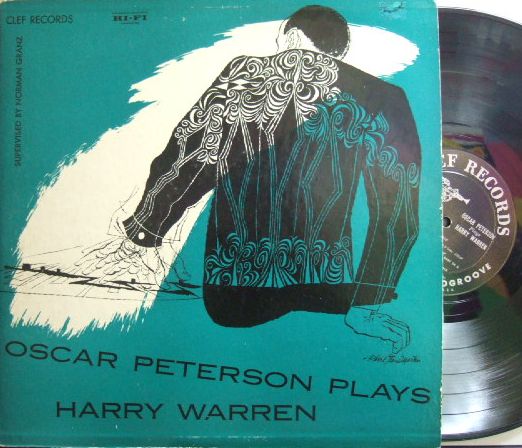 CLEF RECORDS
HI-FI
SUPERVISED BY NORMAN GRANZ
OSCAR PETERSON PLAYS
HARRY WARREN
CLEF RECORDS
OSCAR PETERSON
plays
HARRY WARREN
GROOVE